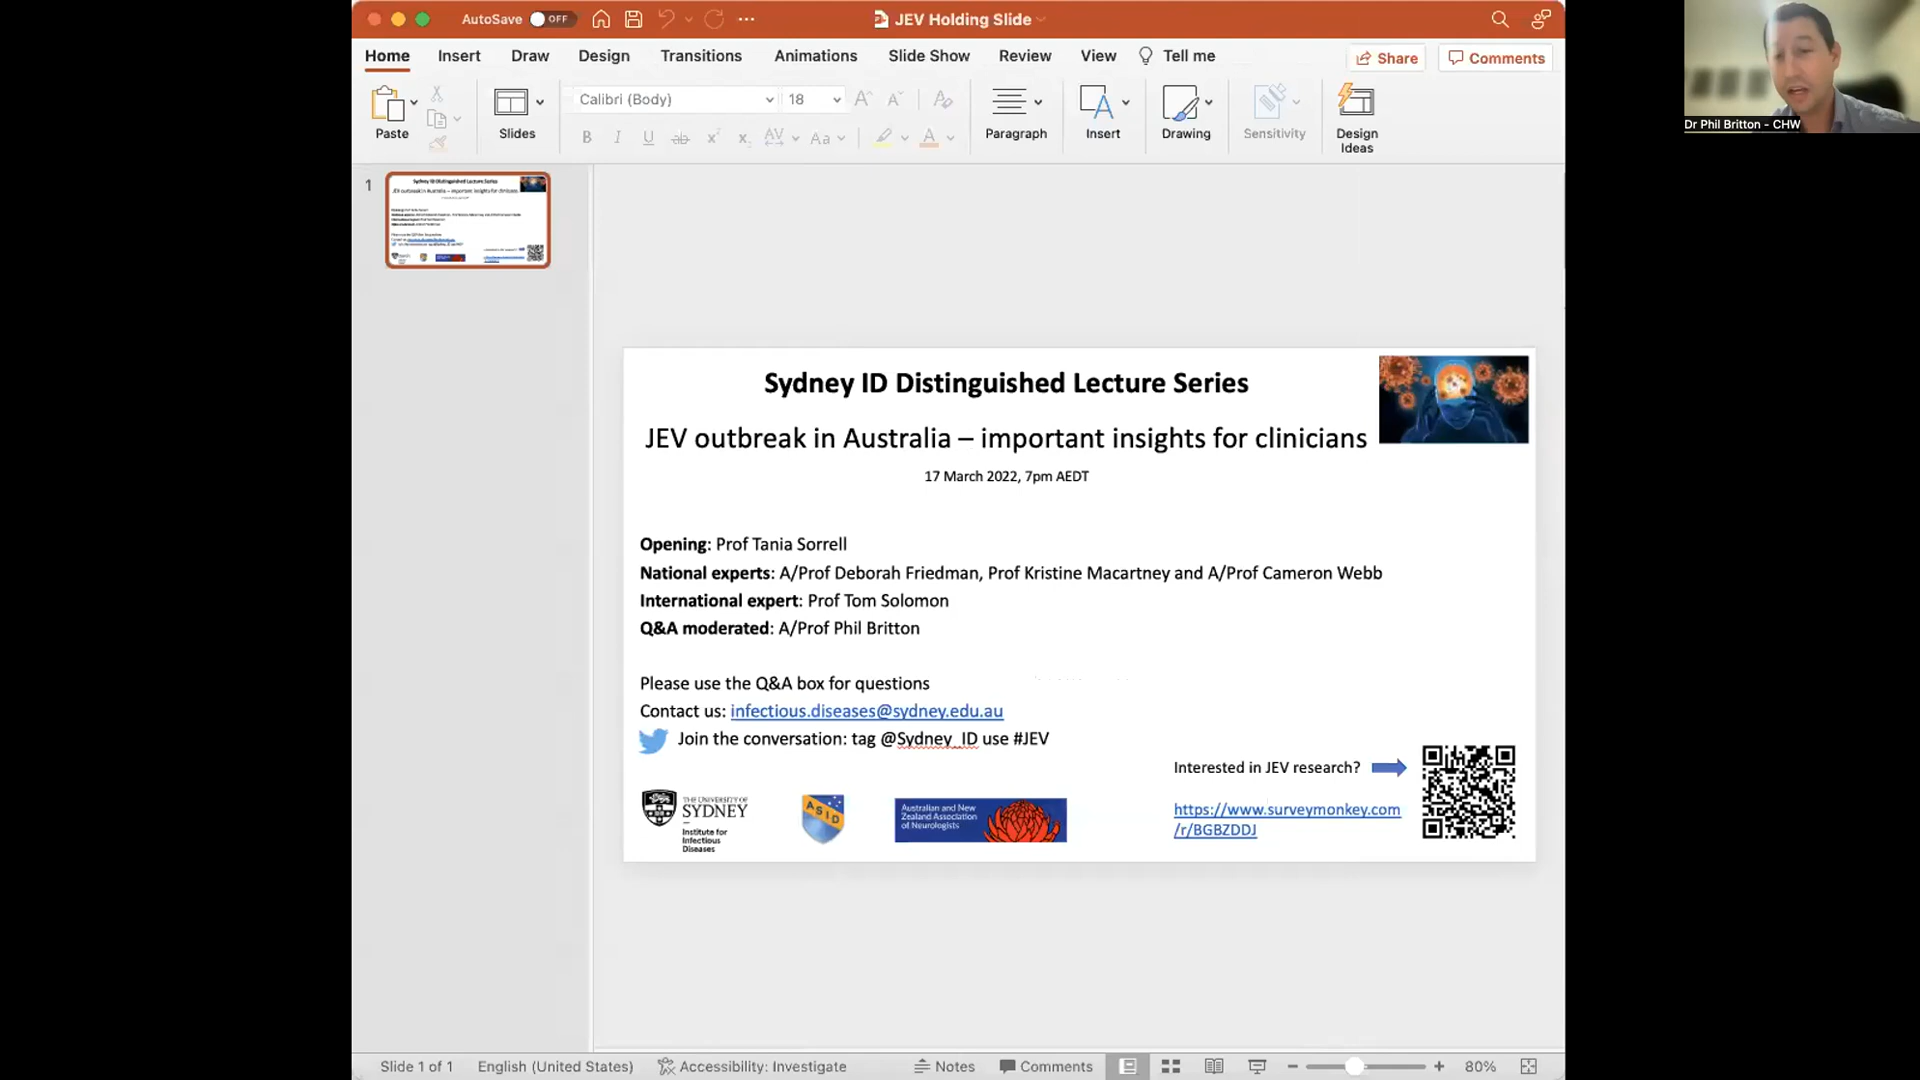 AutoSave OFF
JEV Holding Slide
Home Insert Draw Design Transitions Animations Slide Show Review View Tell me Share Comments
Dr Phil Britton - CHW
Calibri (Body) 18
Paste Slides Paragraph Insert Drawing Sensitivity Design
Ideas
1
Sydney ID Distinguished Lecture Series
JEV outbreak in Australia – important insights for clinicians
17 March 2022, 7pm AEDT
Opening: Prof Tania Sorrell
National experts: A/Prof Deborah Friedman, Prof Kristine Macartney and A/Prof Cameron Webb
International expert: Prof Tom Solomon
Q&A moderated: A/Prof Phil Britton
Please use the Q&A box for questions
Contact us: infectious.diseases@sydney.edu.au
Join the conversation: tag @Sydney_ID use #JEV
Interested in JEV research?
https://www.surveymonkey.com
/r/BGBZDDJ
THE UNIVERSITY OF
SYDNEY
Institute for
Infectious
Diseases
ASID
Australian and New
Zealand Association
of Neurologists
Slide 1 of 1 English (United States) Accessibility: Investigate Notes Comments 80%